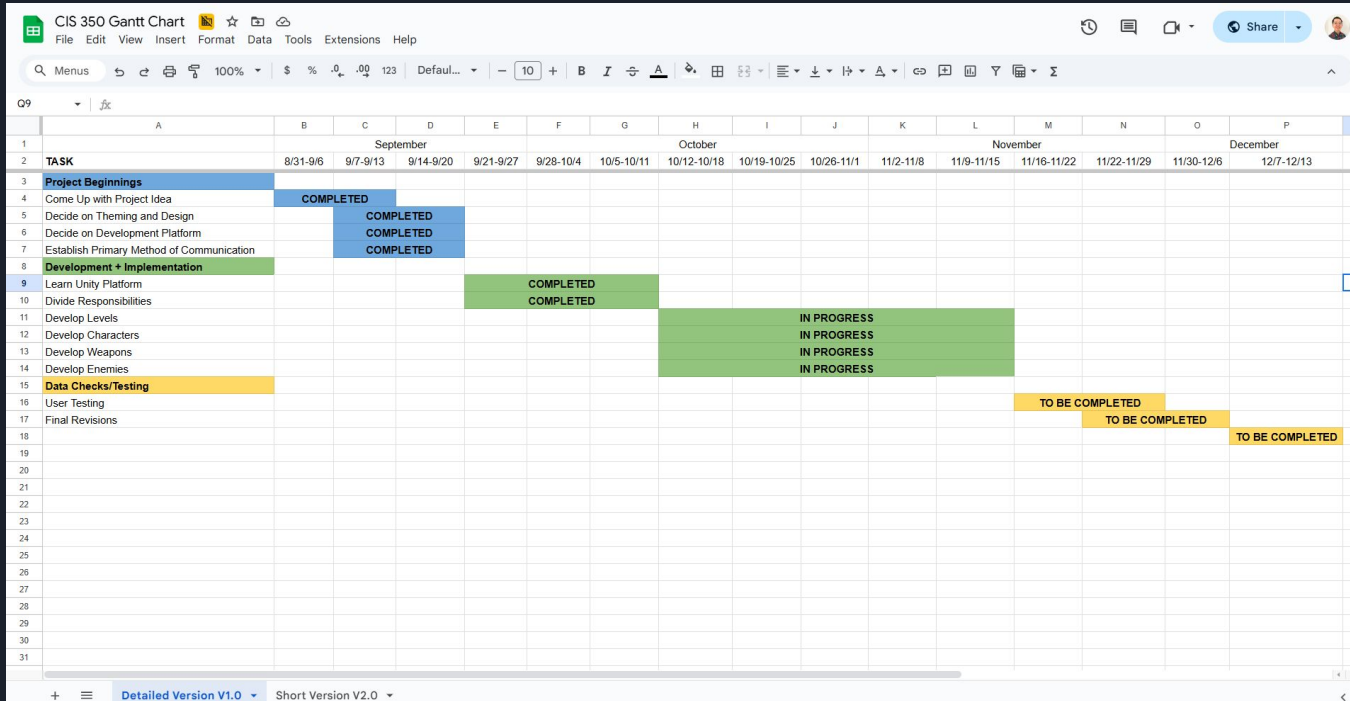 CIS 350 Gantt Chart
File Edit View Insert Format Data Tools Extensions Help
Share
Menus 100% $ % .0 .00 123 Defaul... 10 B I A A Σ
Q9 fx
A B C D E F G H I J K L M N O P
1 September October November December
2 TASK 8/31-9/6 9/7-9/13 9/14-9/20 9/21-9/27 9/28-10/4 10/5-10/11 10/12-10/18 10/19-10/25 10/26-11/1 11/2-11/8 11/9-11/15 11/16-11/22 11/22-11/29 11/30-12/6 12/7-12/13
3 Project Beginnings
4 Come Up with Project Idea COMPLETED
5 Decide on Theming and Design COMPLETED
6 Decide on Development Platform COMPLETED
7 Establish Primary Method of Communication COMPLETED
8 Development + Implementation
9 Learn Unity Platform COMPLETED
10 Divide Responsibilities COMPLETED
11 Develop Levels IN PROGRESS
12 Develop Characters IN PROGRESS
13 Develop Weapons IN PROGRESS
14 Develop Enemies IN PROGRESS
15 Data Checks/Testing
16 User Testing TO BE COMPLETED
17 Final Revisions TO BE COMPLETED
18 TO BE COMPLETED
19
20
21
22
23
24
25
26
27
28
29
30
31
Detailed Version V1.0 Short Version V2.0